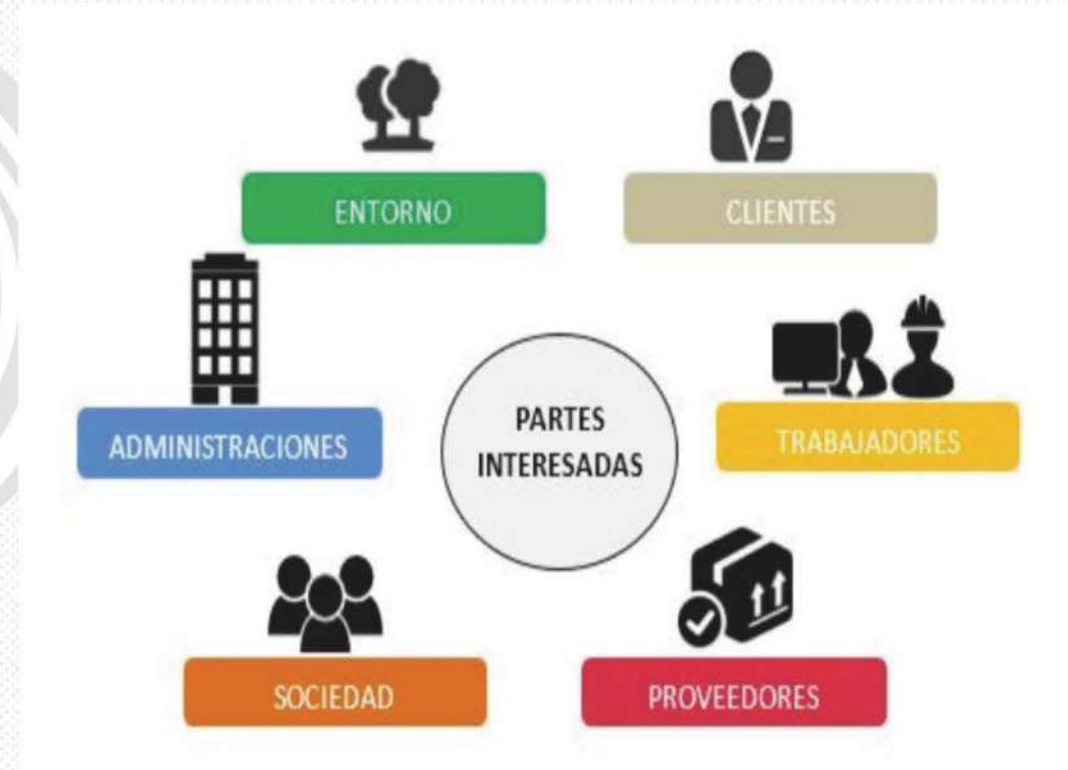 ENTORNO
CLIENTES
ADMINISTRACIONES
PARTES
INTERESADAS
TRABAJADORES
SOCIEDAD
PROVEEDORES